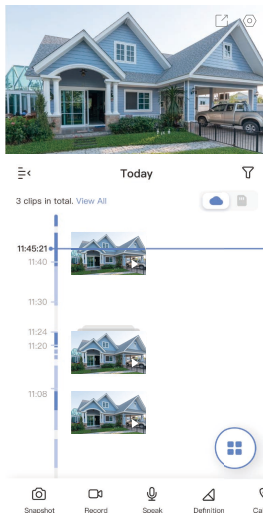 Today
3 clips in total. View All
11:45:21
11:40
11:30
11:24
11:20
11:08
Snapshot
Record
Speak
Definition